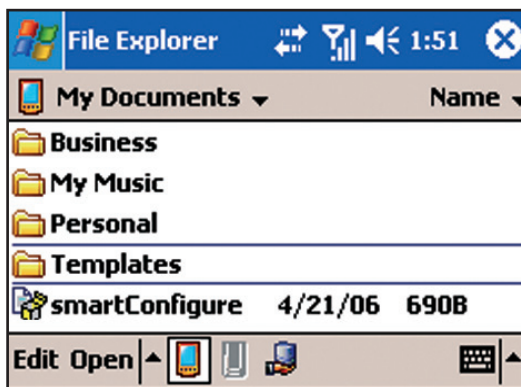 File Explorer 1:51
My Documents Name
Business
My Music
Personal
Templates
smartConfigure 4/21/06 690B
Edit Open